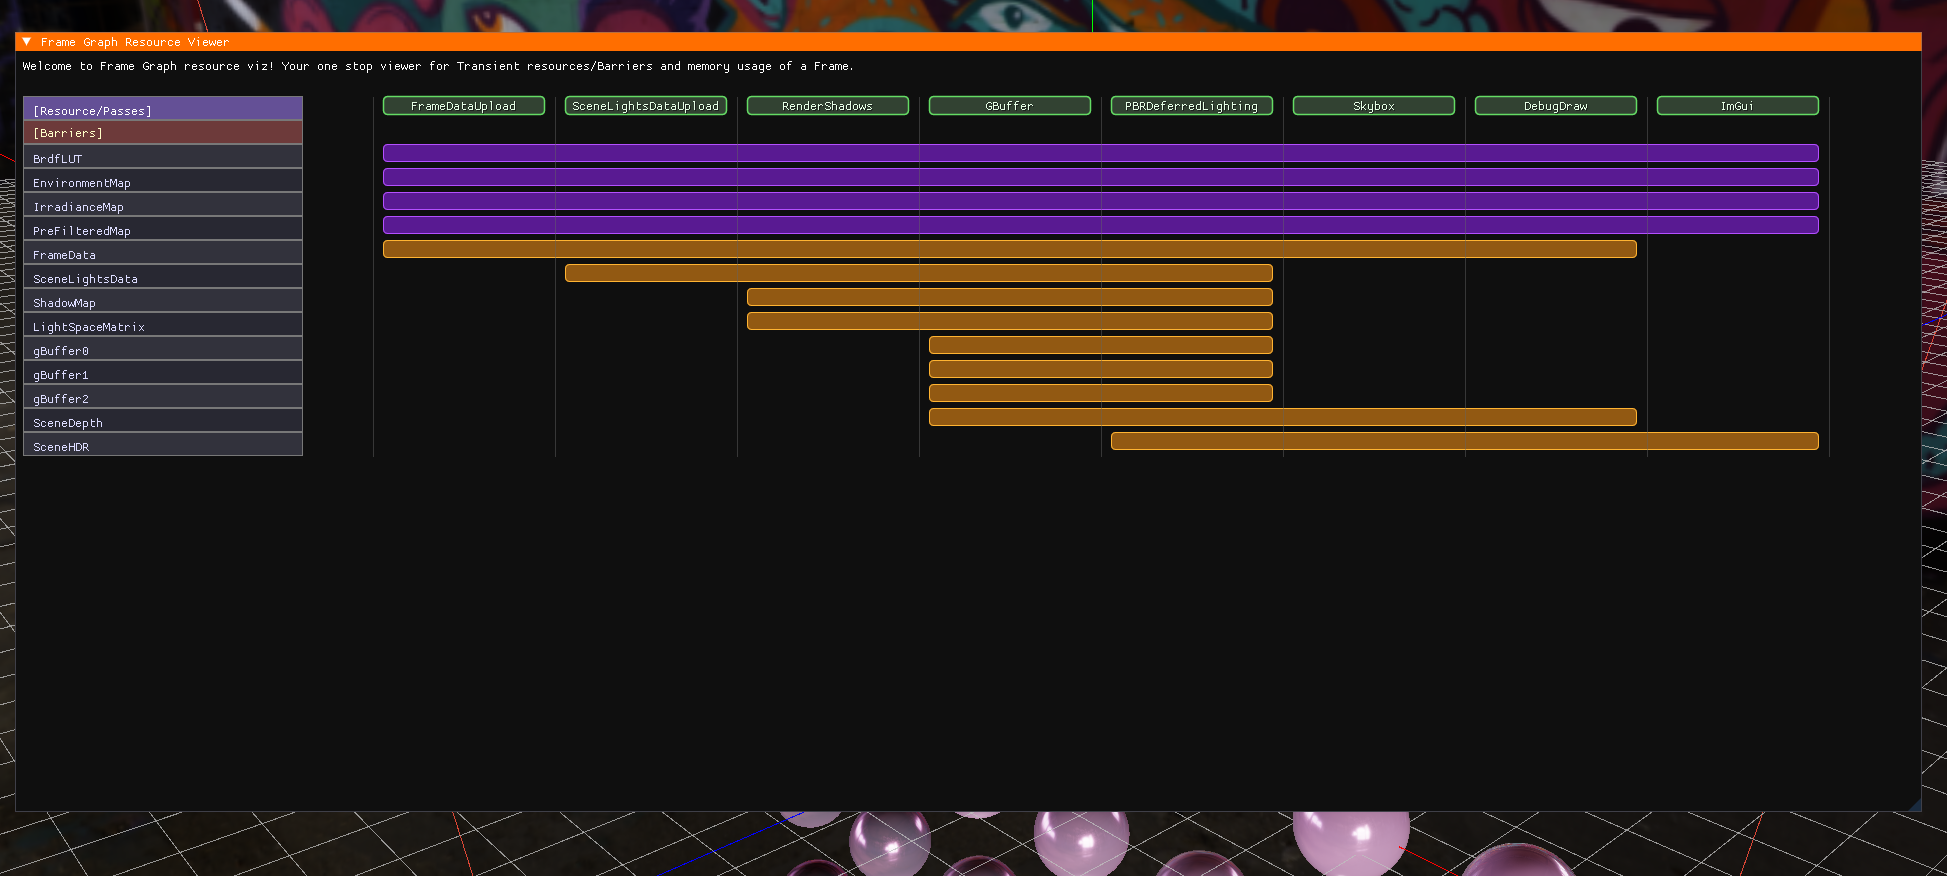 Frame Graph Resource Viewer
Welcome to Frame Graph resource viz! Your one stop viewer for Transient resources/Barriers and memory usage of a Frame.
[Resource/Passes] FrameDataUpload SceneLightsDataUpload RenderShadows GBuffer PBRDeferredLighting Skybox DebugDraw ImGui
[Barriers]
BrdfLUT
EnvironmentMap
IrradianceMap
PreFilteredMap
FrameData
SceneLightsData
ShadowMap
LightSpaceMatrix
gBuffer0
gBuffer1
gBuffer2
SceneDepth
SceneHDR